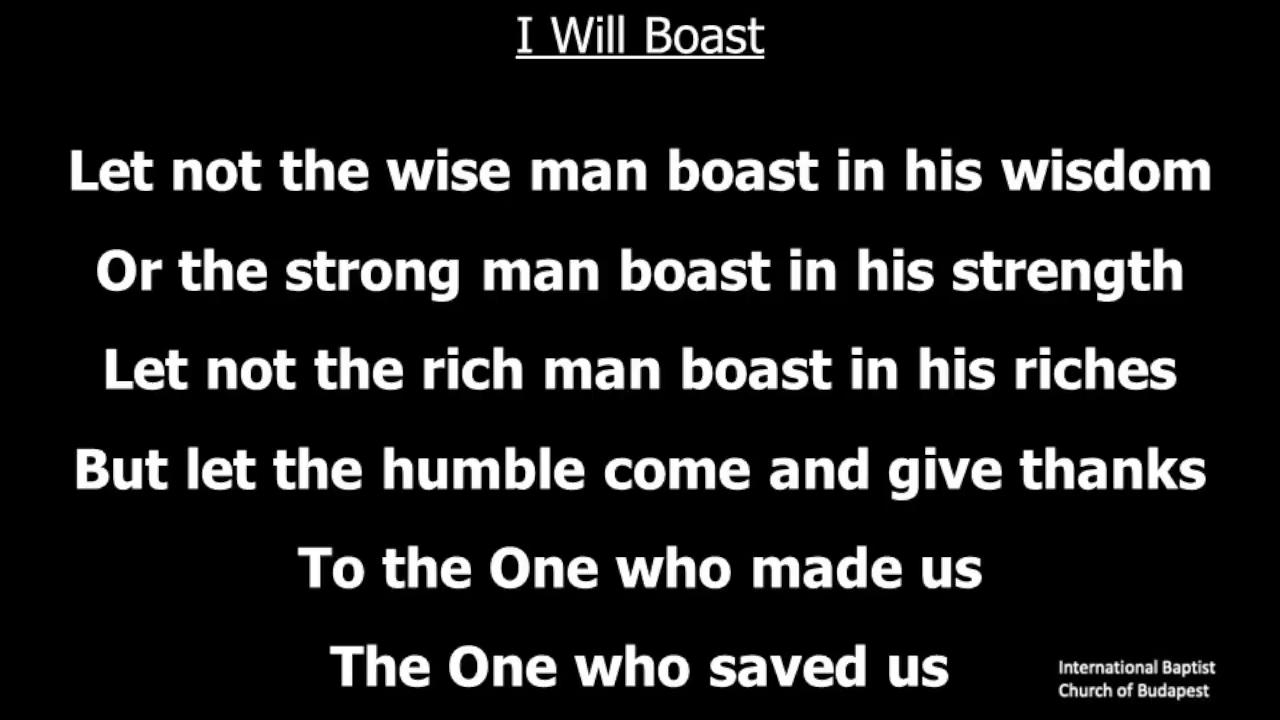 I Will Boast
Let not the wise man boast in his wisdom
Or the strong man boast in his strength
Let not the rich man boast in his riches
But let the humble come and give thanks
To the One who made us
The One who saved us
International Baptist
Church of Budapest